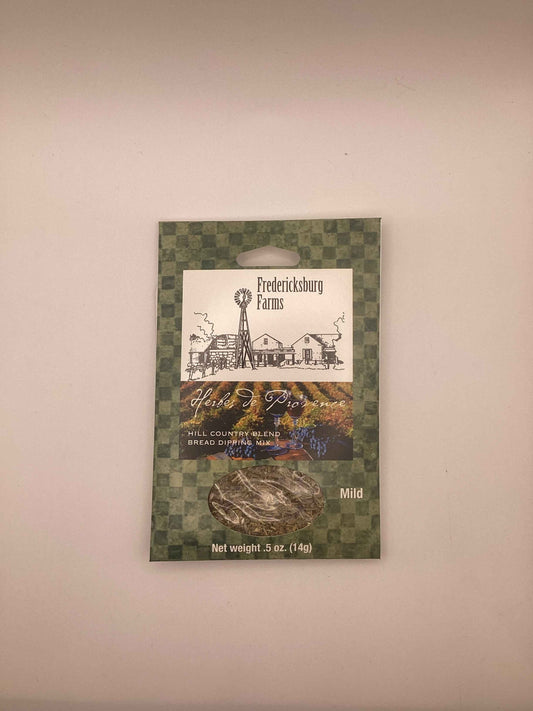 Fredericksburg
Farms
Herbes de Provence
HILL COUNTRY BLEND
BREAD DIPPING MIX
Mild
Net weight .5 oz. (14g)